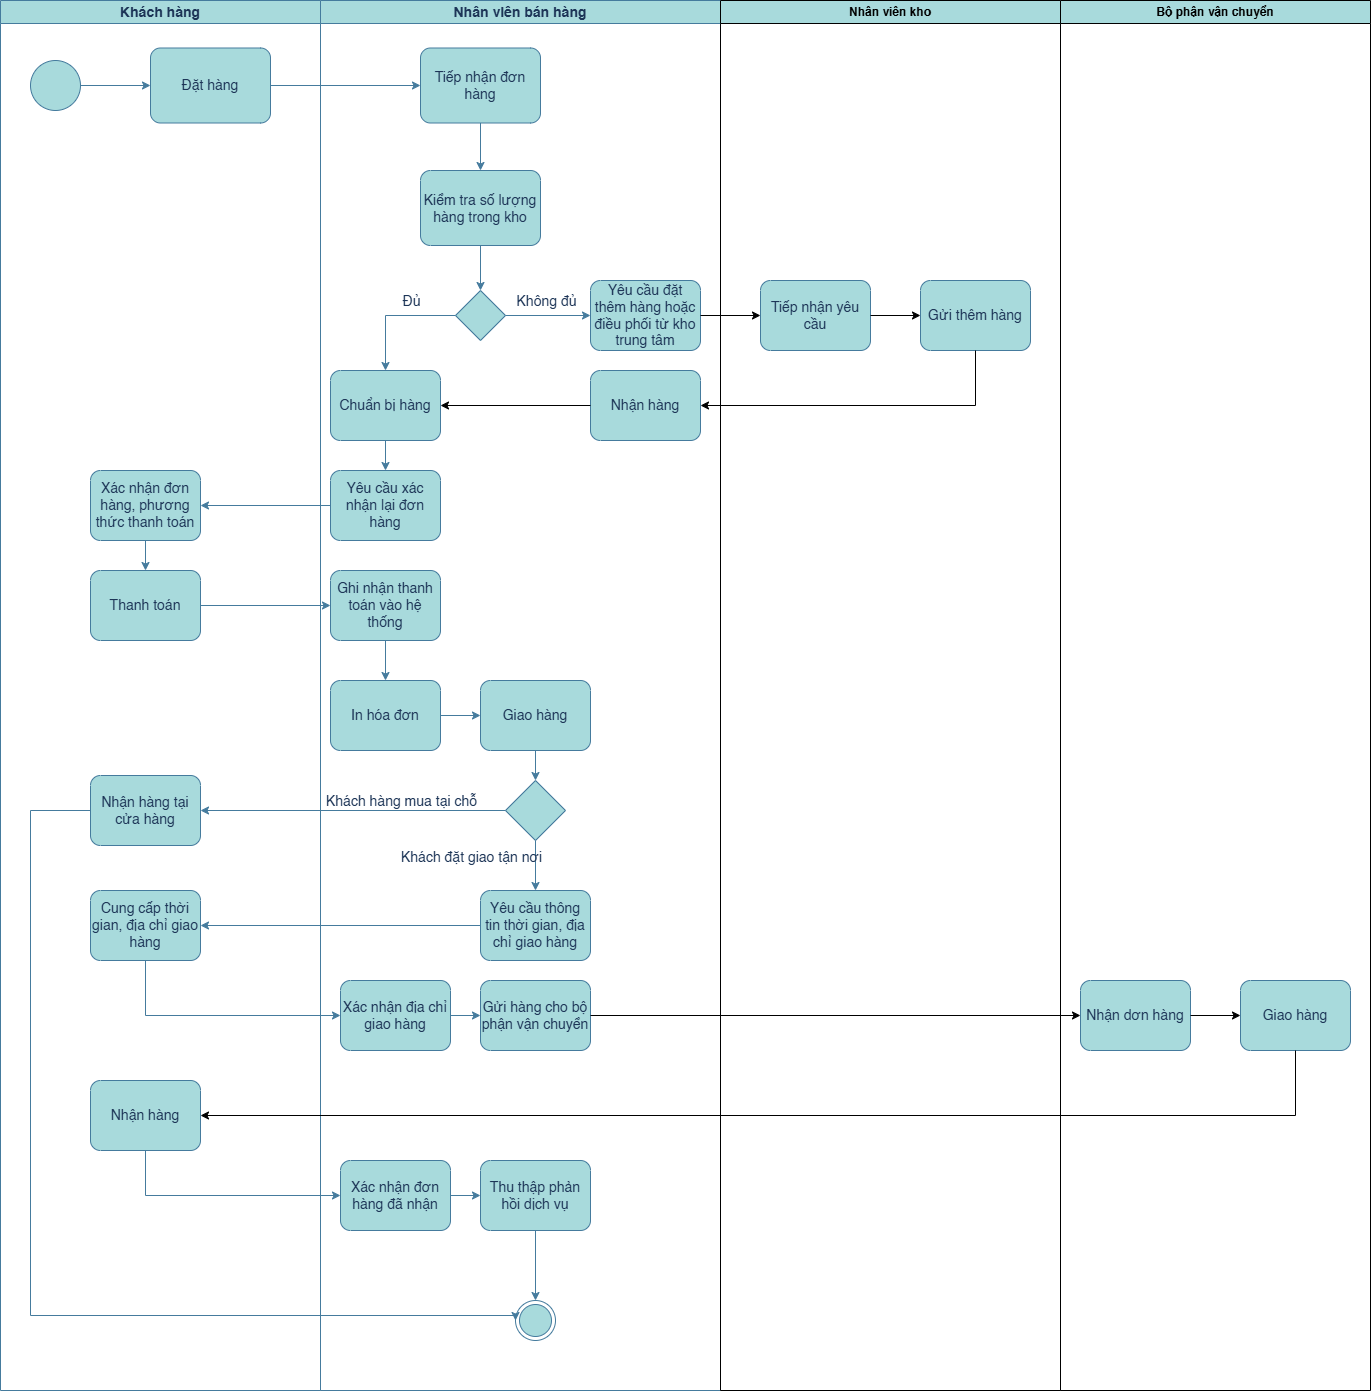 Khách hàng
Nhân viên bán hàng
Nhân viên kho
Bộ phận vận chuyển
Đặt hàng
Tiếp nhận đơn
hàng
Kiểm tra số lượng
hàng trong kho
Đủ
Không đủ
Yêu cầu đặt
thêm hàng hoặc
điều phối từ kho
trung tâm
Tiếp nhận yêu
cầu
Gửi thêm hàng
Chuẩn bị hàng
Nhận hàng
Xác nhận đơn
hàng, phương
thức thanh toán
Yêu cầu xác
nhận lại đơn
hàng
Thanh toán
Ghi nhận thanh
toán vào hệ
thống
In hóa đơn
Giao hàng
Nhận hàng tại
cửa hàng
Khách hàng mua tại chỗ
Khách đặt giao tận nơi
Cung cấp thời
gian, địa chỉ giao
hàng
Yêu cầu thông
tin thời gian, địa
chỉ giao hàng
Xác nhận địa chỉ
giao hàng
Gửi hàng cho bộ
phận vận chuyển
Nhận dơn hàng
Giao hàng
Nhận hàng
Xác nhận đơn
hàng đã nhận
Thu thập phản
hồi dịch vụ